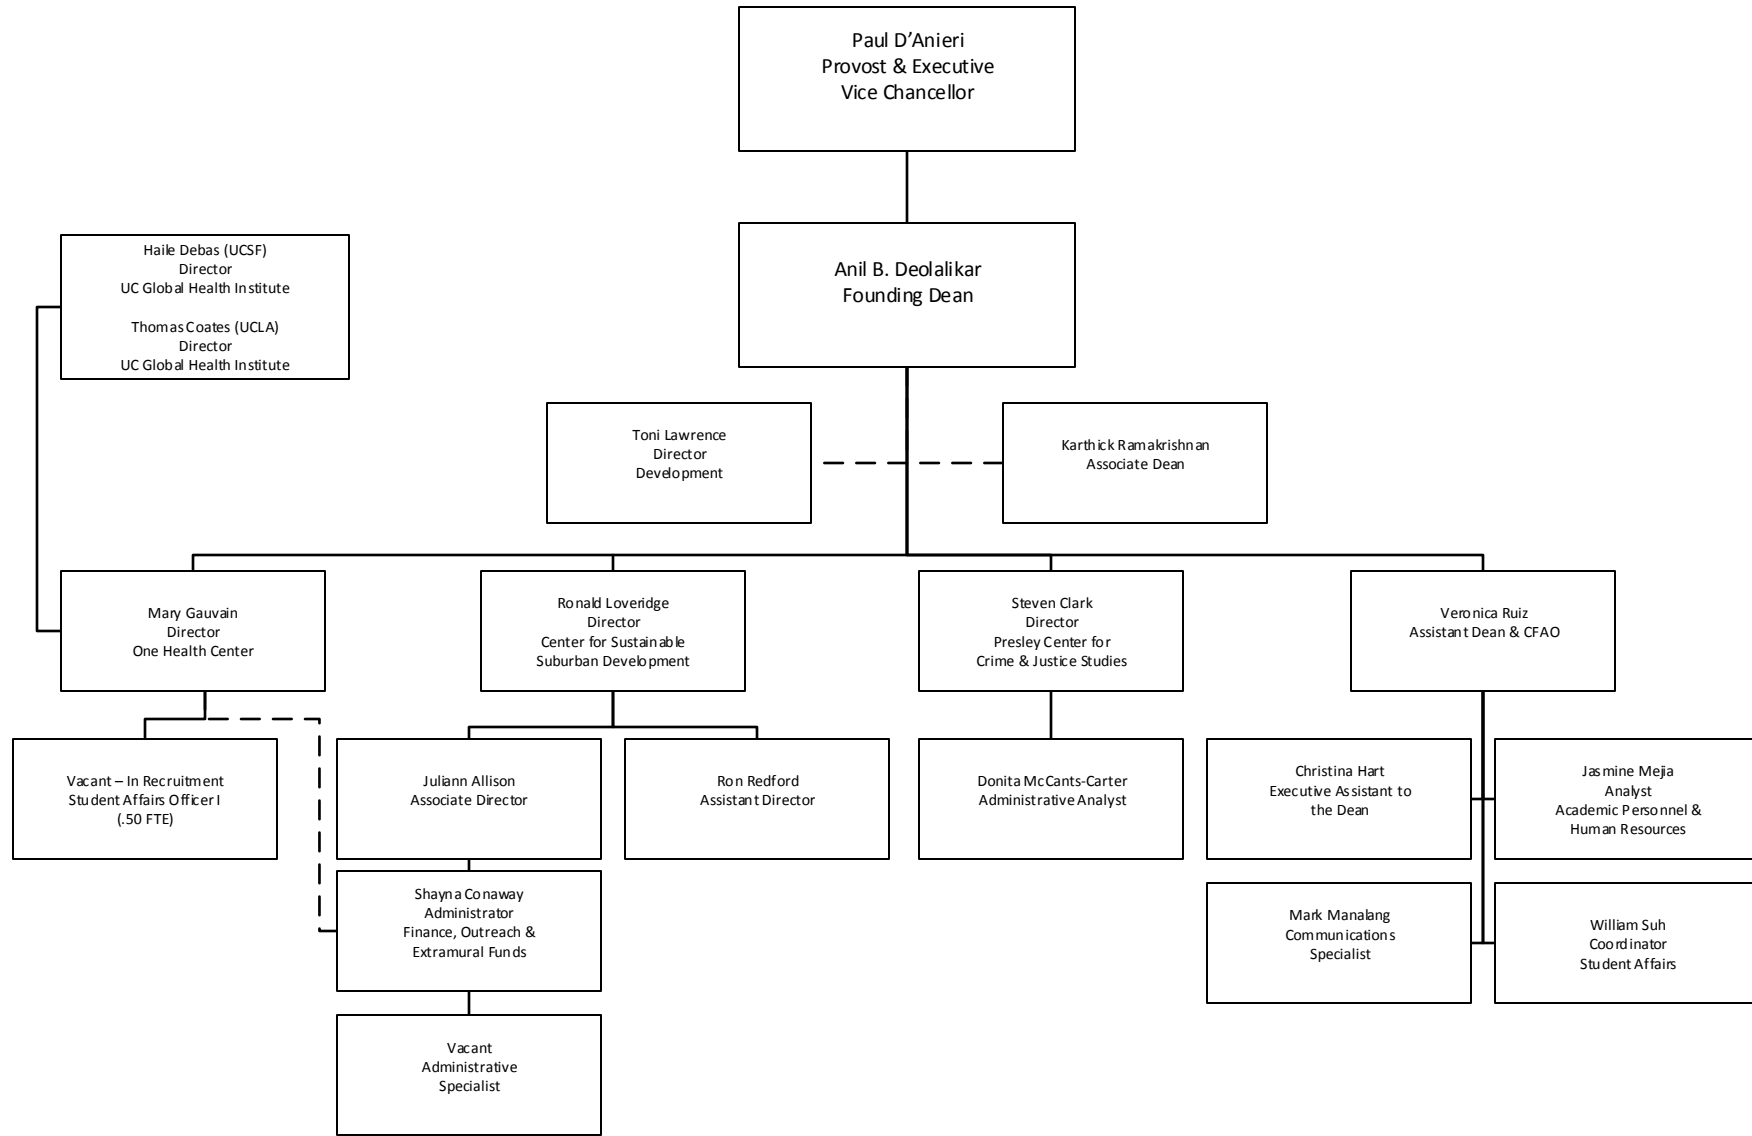 Paul D’Anieri
Provost & Executive
Vice Chancellor
Haile Debas (UCSF)
Director
UC Global Health Institute
Thomas Coates (UCLA)
Director
UC Global Health Institute
Anil B. Deolalikar
Founding Dean
Toni Lawrence
Director
Development
Karthick Ramakrishnan
Associate Dean
Mary Gauvain
Director
One Health Center
Ronald Loveridge
Director
Center for Sustainable
Suburban Development
Steven Clark
Director
Presley Center for
Crime & Justice Studies
Veronica Ruiz
Assistant Dean & CFAO
Vacant – In Recruitment
Student Affairs Officer I
(.50 FTE)
Juliann Allison
Associate Director
Ron Redford
Assistant Director
Donita McCants-Carter
Administrative Analyst
Christina Hart
Executive Assistant to
the Dean
Jasmine Mejia
Analyst
Academic Personnel &
Human Resources
Shayna Conaway
Administrator
Finance, Outreach &
Extramural Funds
Mark Manalang
Communications
Specialist
William Suh
Coordinator
Student Affairs
Vacant
Administrative
Specialist